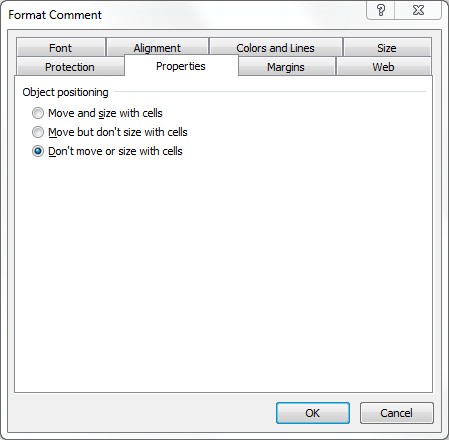 Format Comment
Font Alignment Colors and Lines Size
Protection Properties Margins Web
Object positioning
Move and size with cells
Move but don't size with cells
Don't move or size with cells
OK Cancel